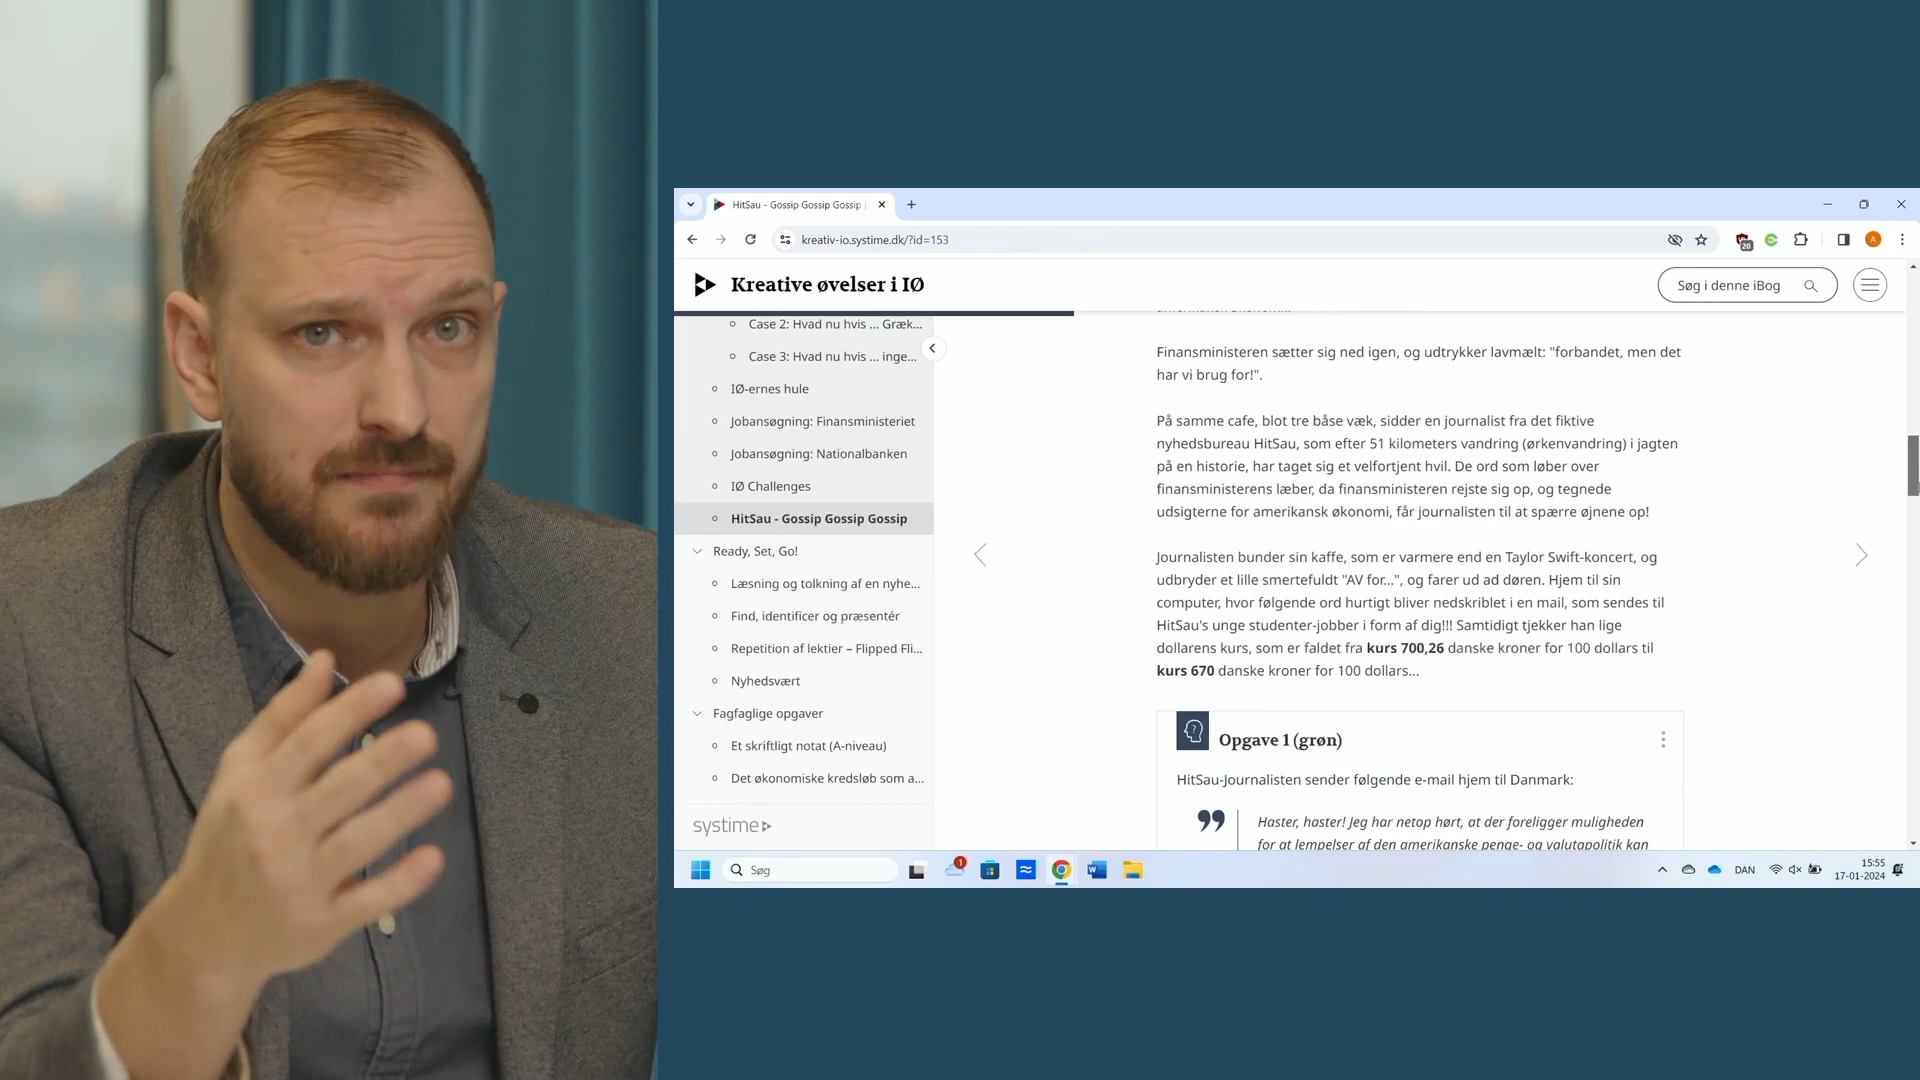 HitSau - Gossip Gossip Gossip |
kreativ-io.systime.dk/?id=153
20
A
Kreative øvelser i IØ
Søg i denne iBog
Case 2: Hvad nu hvis ... Græk...
Case 3: Hvad nu hvis ... inge...
IØ-ernes hule
Jobansøgning: Finansministeriet
Jobansøgning: Nationalbanken
IØ Challenges
HitSau - Gossip Gossip Gossip
Ready, Set, Go!
Læsning og tolkning af en nyhe...
Find, identificer og præsentér
Repetition af lektier – Flipped Fli...
Nyhedsvært
Fagfaglige opgaver
Et skriftligt notat (A-niveau)
Det økonomiske kredsløb som a...
systime
Finansministeren sætter sig ned igen, og udtrykker lavmælt: "forbandet, men det
har vi brug for!".
På samme cafe, blot tre båse væk, sidder en journalist fra det fiktive
nyhedsbureau HitSau, som efter 51 kilometers vandring (ørkenvandring) i jagten
på en historie, har taget sig et velfortjent hvil. De ord som løber over
finansministerens læber, da finansministeren rejste sig op, og tegnede
udsigterne for amerikansk økonomi, får journalisten til at spærre øjnene op!
Journalisten bunder sin kaffe, som er varmere end en Taylor Swift-koncert, og
udbryder et lille smertefuldt "AV for...", og farer ud ad døren. Hjem til sin
computer, hvor følgende ord hurtigt bliver nedskriblet i en mail, som sendes til
HitSau's unge studenter-jobber i form af dig!!! Samtidigt tjekker han lige
dollarens kurs, som er faldet fra kurs 700,26 danske kroner for 100 dollars til
kurs 670 danske kroner for 100 dollars...
Opgave 1 (grøn)
HitSau-Journalisten sender følgende e-mail hjem til Danmark:
Haster, haster! Jeg har netop hørt, at der foreligger muligheden
for at lempelser af den amerikanske penge- og valutapolitik kan
Søg
1
DAN
15:55
17-01-2024